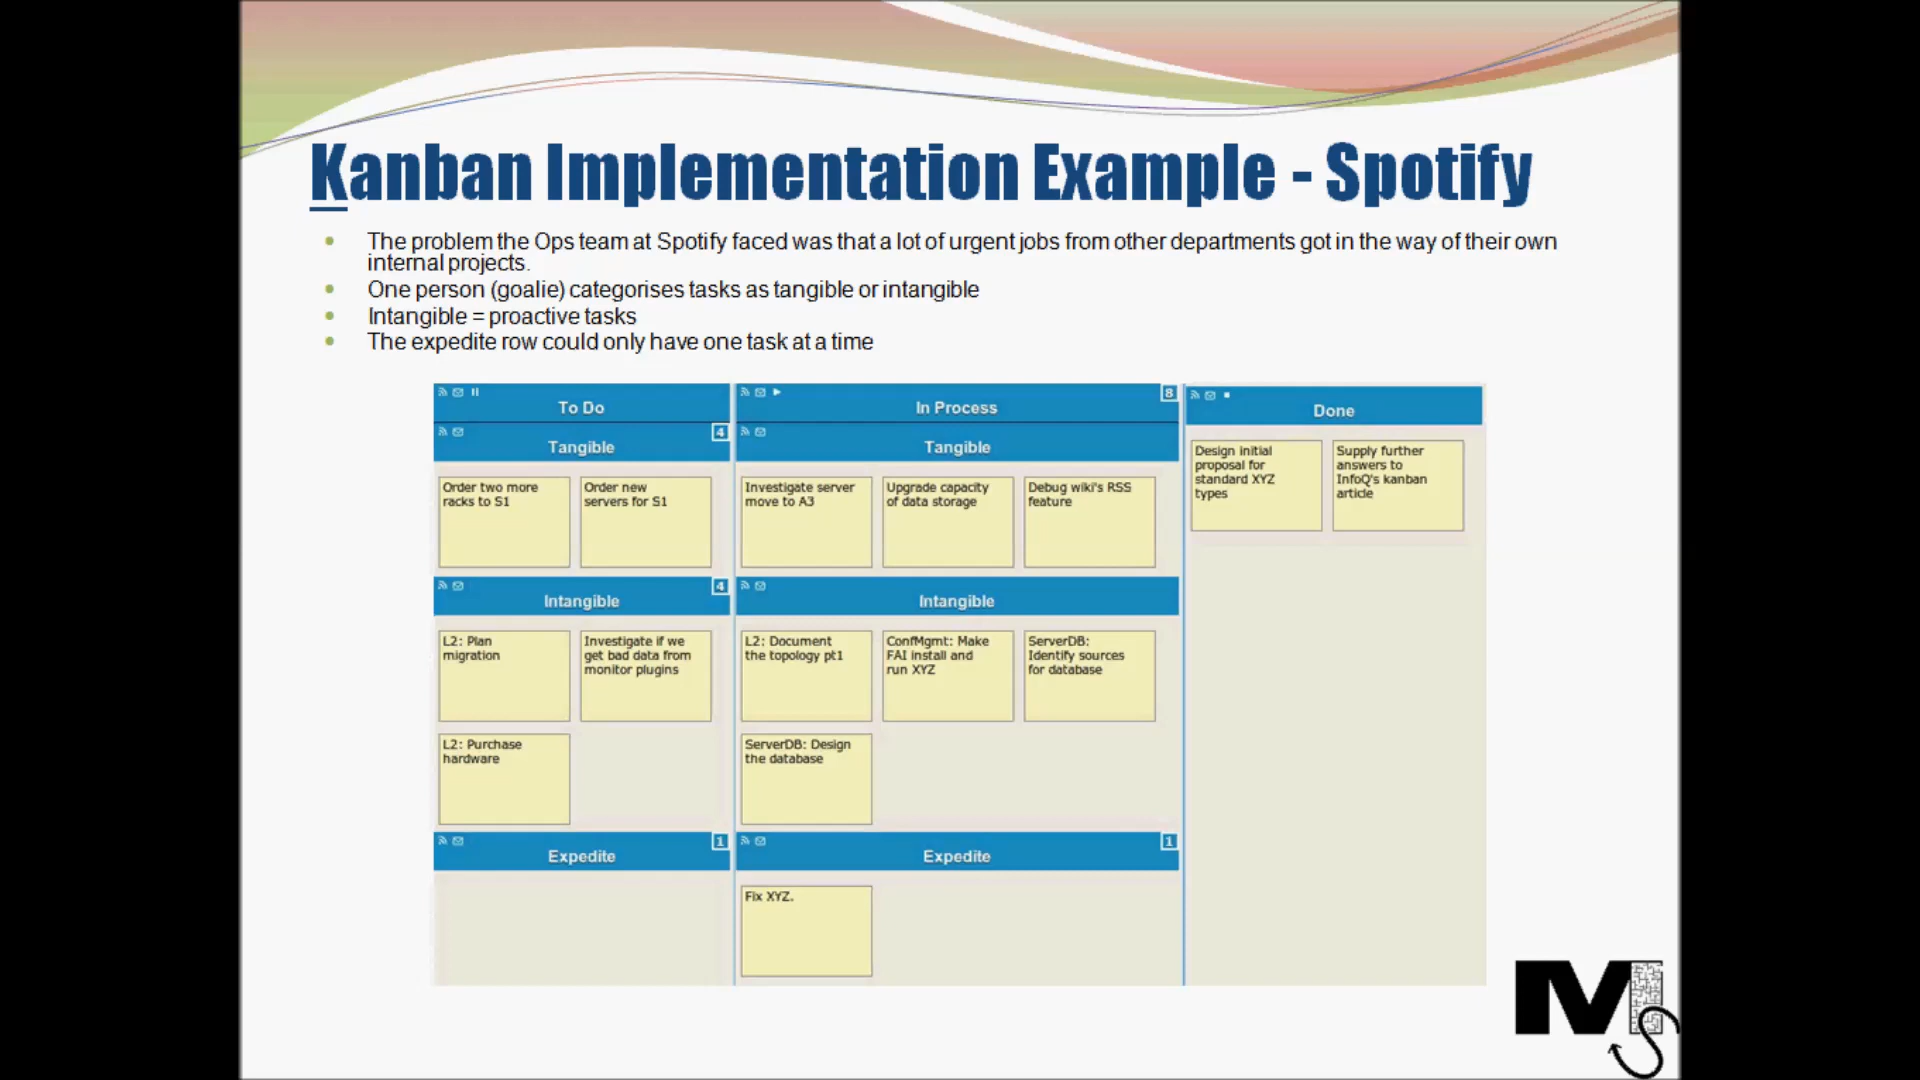 Kanban Implementation Example - Spotify
The problem the Ops team at Spotify faced was that a lot of urgent jobs from other departments got in the way of their own
internal projects.
One person (goalie) categorises tasks as tangible or intangible
Intangible = proactive tasks
The expedite row could only have one task at a time
To Do
Tangible
4
Order two more
racks to S1
Order new
servers for S1
Intangible
4
L2: Plan
migration
Investigate if we
get bad data from
monitor plugins
L2: Purchase
hardware
Expedite
1
In Process
8
Tangible
Investigate server
move to A3
Upgrade capacity
of data storage
Debug wiki's RSS
feature
Intangible
L2: Document
the topology pt1
ConfMgmt: Make
FAI install and
run XYZ
ServerDB:
Identify sources
for database
ServerDB: Design
the database
Expedite
1
Fix XYZ.
Done
Design initial
proposal for
standard XYZ
types
Supply further
answers to
InfoQ's kanban
article